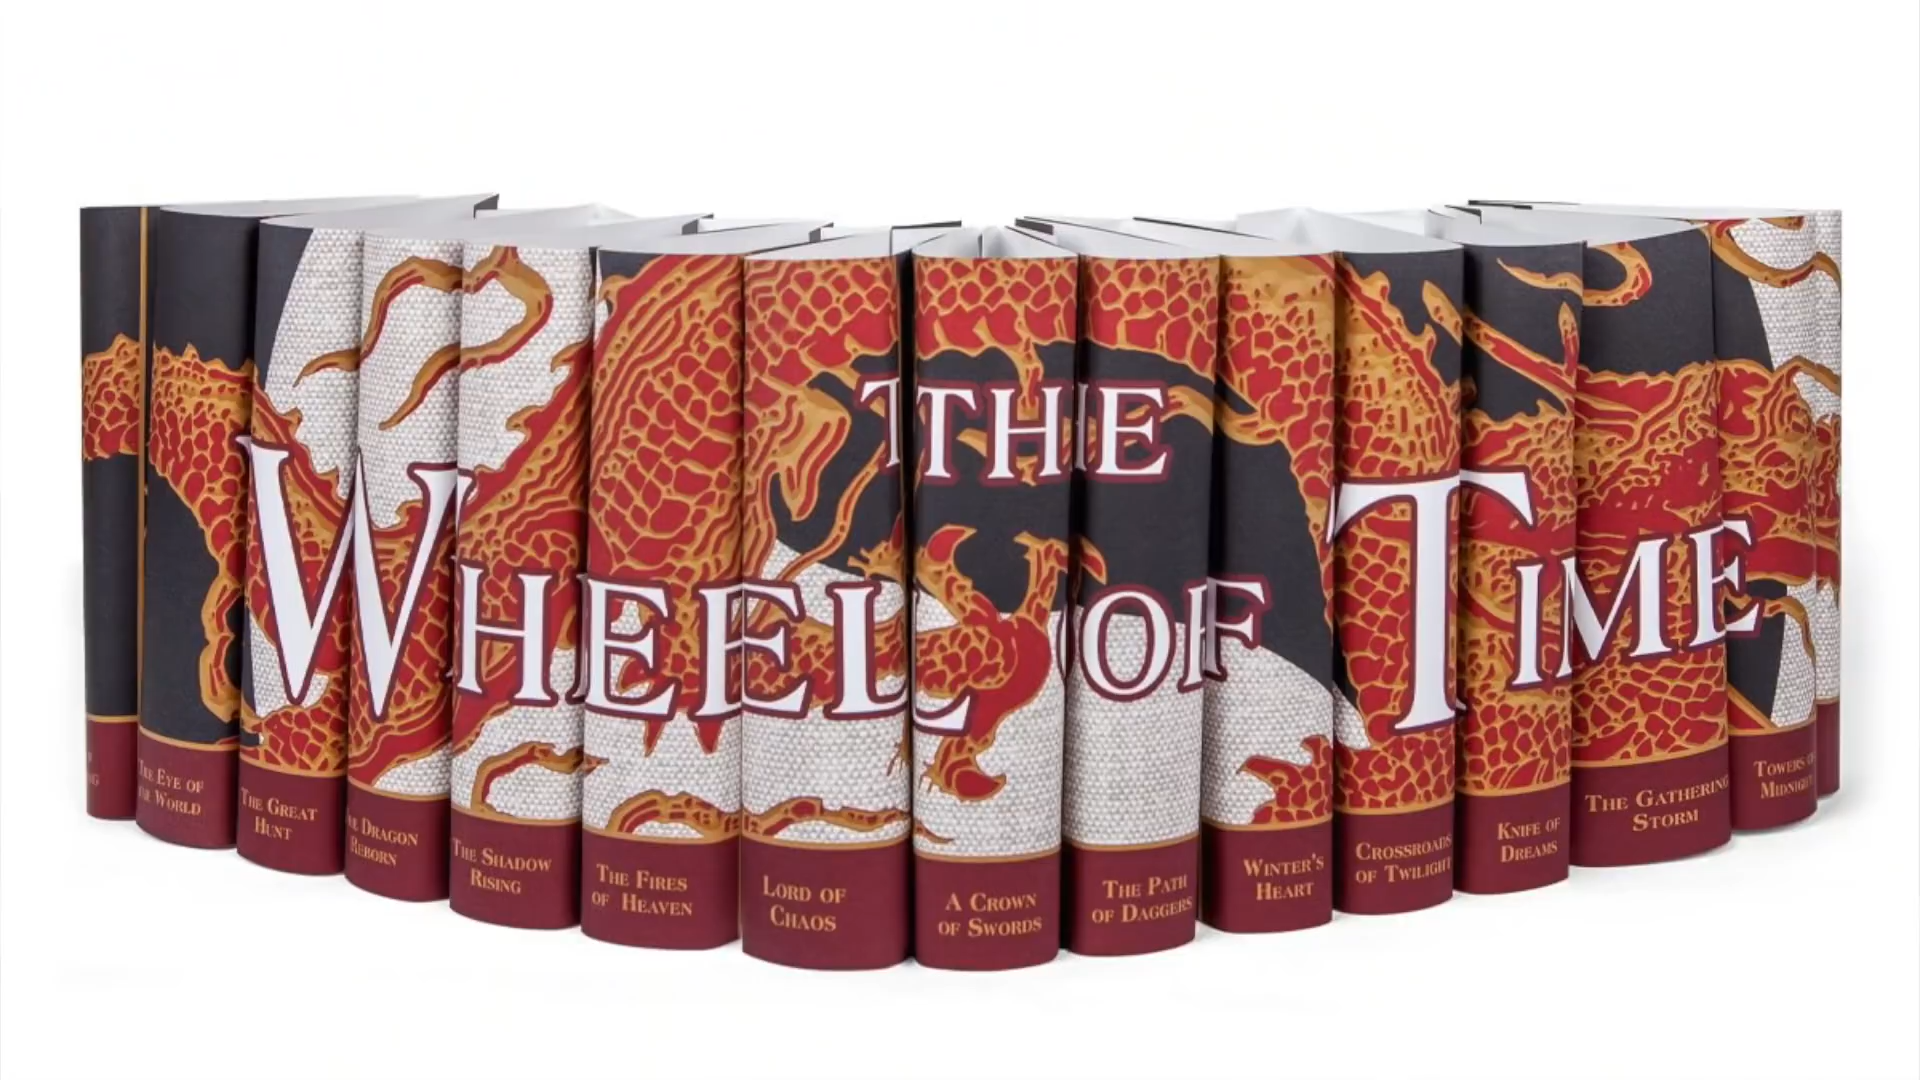 THE
WHEEL OF TIME
THE EYE OF
THE WORLD
THE GREAT
HUNT
THE DRAGON
REBORN
THE SHADOW
RISING
THE FIRES
OF HEAVEN
LORD OF
CHAOS
A CROWN
OF SWORDS
THE PATH
OF DAGGERS
WINTER'S
HEART
CROSSROADS
OF TWILIGHT
KNIFE OF
DREAMS
THE GATHERING
STORM
TOWERS OF
MIDNIGHT